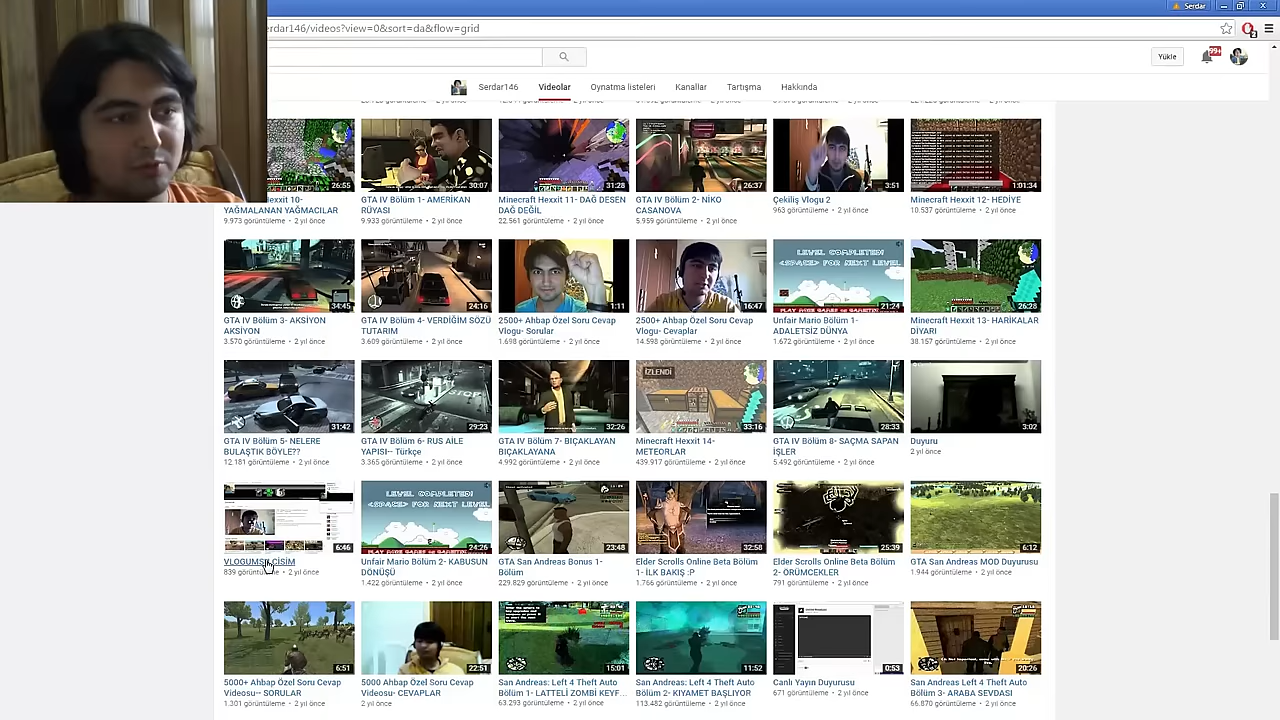 Serdar
erdar146/videos?view=0&sort=da&flow=grid
Yükle
99+
Serdar146 Videolar Oynatma listeleri Kanallar Tartışma Hakkında
26:55 30:07 31:28 26:37 3:51 1:01:34
Hexxit 10- GTA IV Bölüm 1- AMERİKAN Minecraft Hexxit 11- DAĞ DESEN GTA IV Bölüm 2- NİKO Çekiliş Vlogu 2 Minecraft Hexxit 12- HEDİYE
YAĞMALANAN YAĞMACILAR RÜYASI DAĞ DEĞİL CASANOVA 963 görüntüleme • 2 yıl önce 10.537 görüntüleme • 2 yıl önce
9.973 görüntüleme • 2 yıl önce 9.933 görüntüleme • 2 yıl önce 22.561 görüntüleme • 2 yıl önce 5.959 görüntüleme • 2 yıl önce
LEVEL COMPLETED!
<SPACE> FOR NEXT LEVEL
34:45 24:16 1:11 16:47 21:24 26:28
GTA IV Bölüm 3- AKSİYON GTA IV Bölüm 4- VERDİĞİM SÖZÜ 2500+ Ahbap Özel Soru Cevap 2500+ Ahbap Özel Soru Cevap Unfair Mario Bölüm 1- Minecraft Hexxit 13- HARİKALAR
AKSİYON TUTARIM Vlogu- Sorular Vlogu- Cevaplar ADALETSİZ DÜNYA DİYARI
3.570 görüntüleme • 2 yıl önce 3.609 görüntüleme • 2 yıl önce 1.698 görüntüleme • 2 yıl önce 14.598 görüntüleme • 2 yıl önce 1.672 görüntüleme • 2 yıl önce 38.157 görüntüleme • 2 yıl önce
İZLENDİ
31:42 29:23 32:26 33:16 28:33 3:02
GTA IV Bölüm 5- NELERE GTA IV Bölüm 6- RUS AİLE GTA IV Bölüm 7- BIÇAKLAYAN Minecraft Hexxit 14- GTA IV Bölüm 8- SAÇMA SAPAN Duyuru
BULAŞTIK BÖYLE?? YAPISI-- Türkçe BIÇAKLAYANA METEORLAR İŞLER 2 yıl önce
12.181 görüntüleme • 2 yıl önce 3.365 görüntüleme • 2 yıl önce 4.992 görüntüleme • 2 yıl önce 439.917 görüntüleme • 2 yıl önce 5.492 görüntüleme • 2 yıl önce
LEVEL COMPLETED!
<SPACE> FOR NEXT LEVEL
6:46 24:26 23:48 32:58 25:39 6:12
VLOGUMSU CİSİM Unfair Mario Bölüm 2- KABUSUN GTA San Andreas Bonus 1- Elder Scrolls Online Beta Bölüm Elder Scrolls Online Beta Bölüm GTA San Andreas MOD Duyurusu
839 görüntüleme • 2 yıl önce DÖNÜŞÜ Bölüm 1- İLK BAKIŞ :P 2- ÖRÜMCEKLER 1.944 görüntüleme • 2 yıl önce
1.422 görüntüleme • 2 yıl önce 229.829 görüntüleme • 2 yıl önce 1.766 görüntüleme • 2 yıl önce 791 görüntüleme • 2 yıl önce
6:51 22:51 15:01 11:52 0:53 20:26
5000+ Ahbap Özel Soru Cevap 5000 Ahbap Özel Soru Cevap San Andreas: Left 4 Theft Auto San Andreas: Left 4 Theft Auto Canlı Yayın Duyurusu San Andreas Left 4 Theft Auto
Videosu-- SORULAR Videosu- CEVAPLAR Bölüm 1- LATTELİ ZOMBİ KEYF... Bölüm 2- KIYAMET BAŞLIYOR 671 görüntüleme • 2 yıl önce Bölüm 3- ARABA SEVDASI
1.301 görüntüleme • 2 yıl önce 2 yıl önce 63.293 görüntüleme • 2 yıl önce 113.482 görüntüleme • 2 yıl önce 66.870 görüntüleme • 2 yıl önce